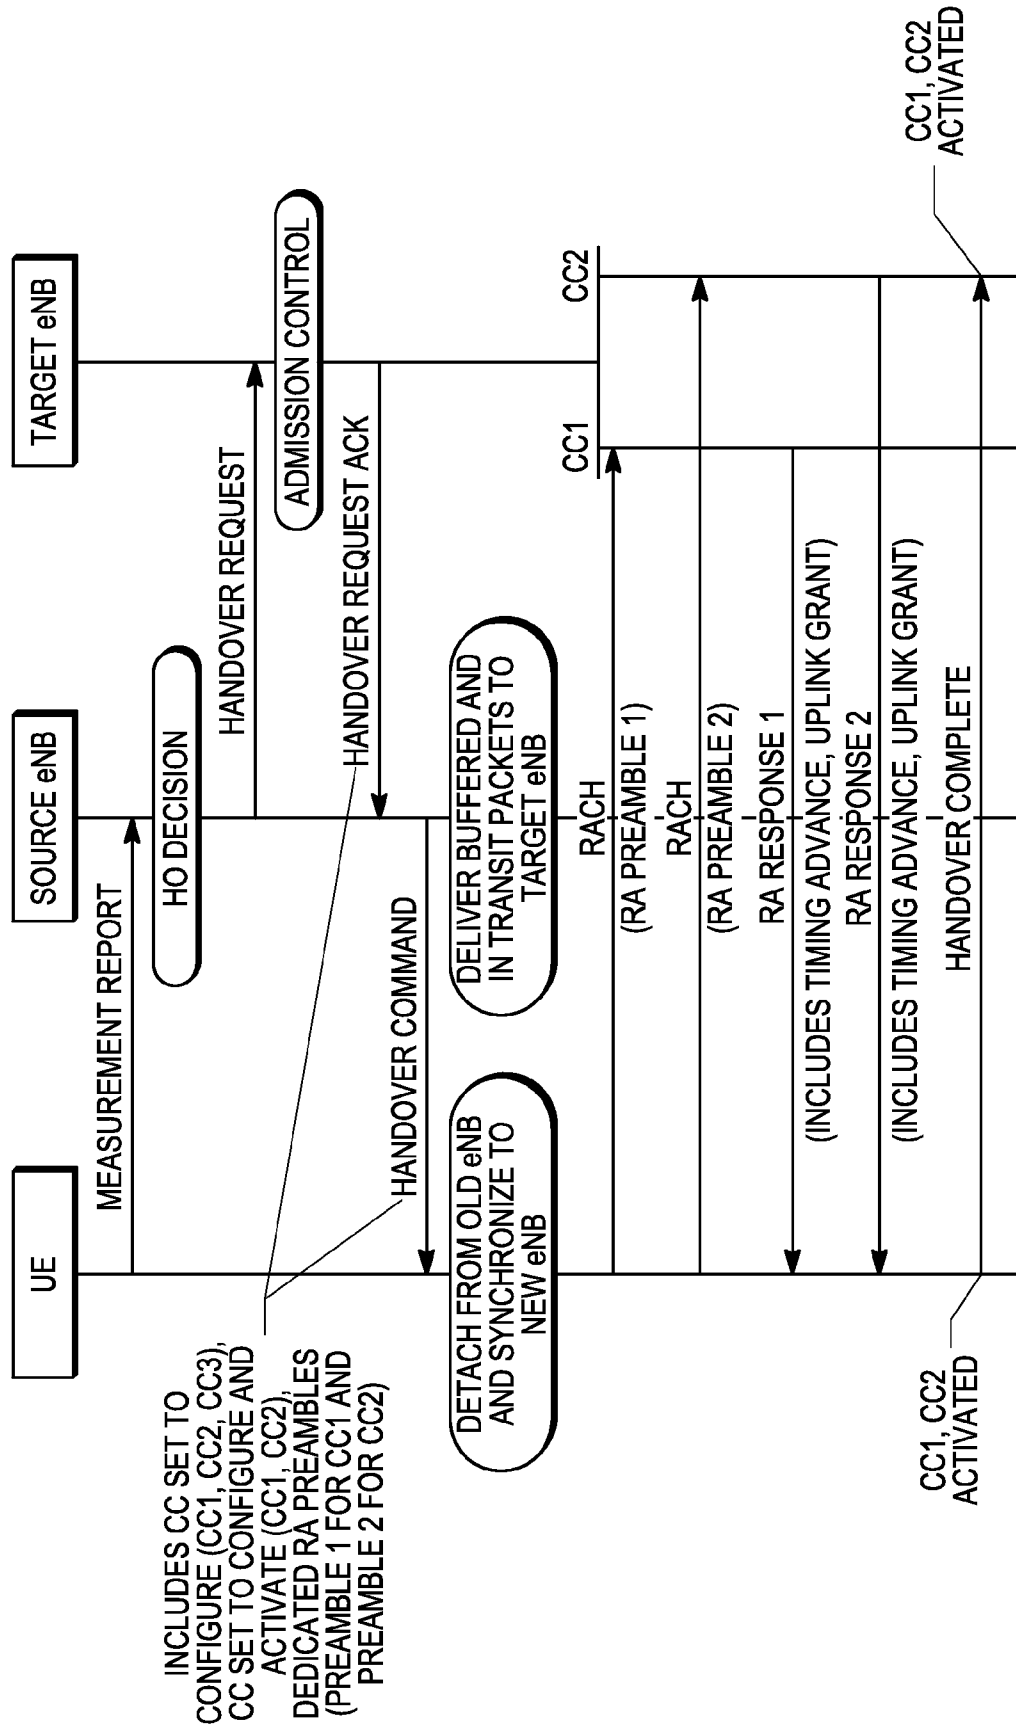 UE
SOURCE eNB
TARGET eNB
MEASUREMENT REPORT
HO DECISION
HANDOVER REQUEST
ADMISSION CONTROL
HANDOVER REQUEST ACK
INCLUDES CC SET TO
CONFIGURE (CC1, CC2, CC3),
CC SET TO CONFIGURE AND
ACTIVATE (CC1, CC2),
DEDICATED RA PREAMBLES
(PREAMBLE 1 FOR CC1 AND
PREAMBLE 2 FOR CC2)
HANDOVER COMMAND
DETACH FROM OLD eNB
AND SYNCHRONIZE TO
NEW eNB
DELIVER BUFFERED AND
IN TRANSIT PACKETS TO
TARGET eNB
CC1
CC2
RACH
(RA PREAMBLE 1)
RACH
(RA PREAMBLE 2)
RA RESPONSE 1
(INCLUDES TIMING ADVANCE, UPLINK GRANT)
RA RESPONSE 2
(INCLUDES TIMING ADVANCE, UPLINK GRANT)
HANDOVER COMPLETE
CC1, CC2
ACTIVATED
CC1, CC2
ACTIVATED